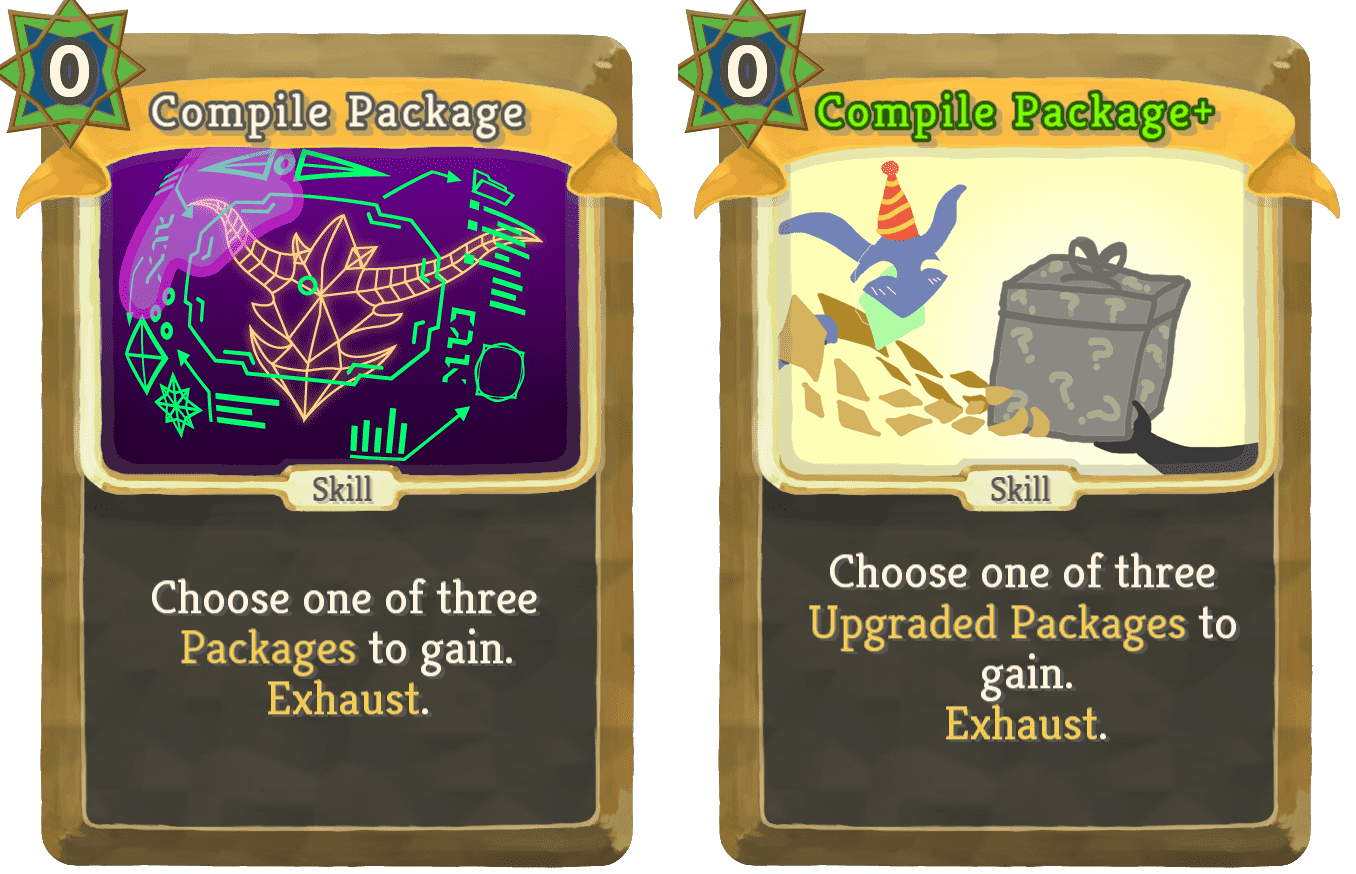 0
Compile Package
Skill
Choose one of three
Packages to gain.
Exhaust.
0
Compile Package+
Skill
Choose one of three
Upgraded Packages to
gain.
Exhaust.